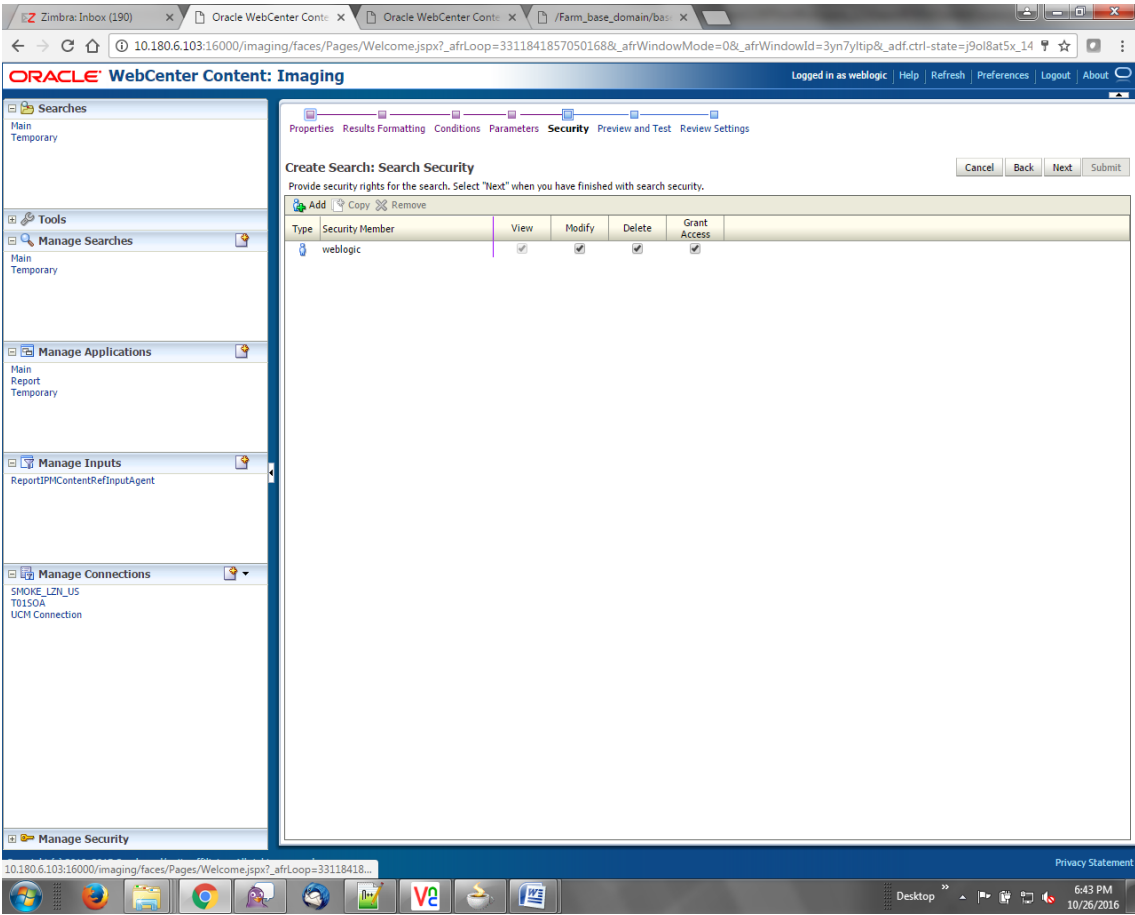 Zimbra: Inbox (190)
Oracle WebCenter Conte
Oracle WebCenter Conte
/Farm_base_domain/bas
10.180.6.103:16000/imaging/faces/Pages/Welcome.jspx?_afrLoop=33118418570501​68&_afrWindowMode=0&_afrWindowId=3yn7yltip&_adf.ctrl-state=j9ol8at5x_14
ORACLE WebCenter Content: Imaging
Logged in as weblogic Help Refresh Preferences Logout About
Searches
Main
Temporary
Tools
Manage Searches
Main
Temporary
Manage Applications
Main
Report
Temporary
Manage Inputs
ReportIPMContentRefInputAgent
Manage Connections
SMOKE_LZN_US
T01SOA
UCM Connection
Manage Security
Properties Results Formatting Conditions Parameters Security Preview and Test Review Settings
Create Search: Search Security
Cancel Back Next Submit
Provide security rights for the search. Select "Next" when you have finished with search security.
Add Copy Remove
Type Security Member View Modify Delete Grant Access
weblogic
Privacy Statement
10.180.6.103:16000/imaging/faces/Pages/Welcome.jspx?_afrLoop=33118418...
Desktop
6:43 PM
10/26/2016